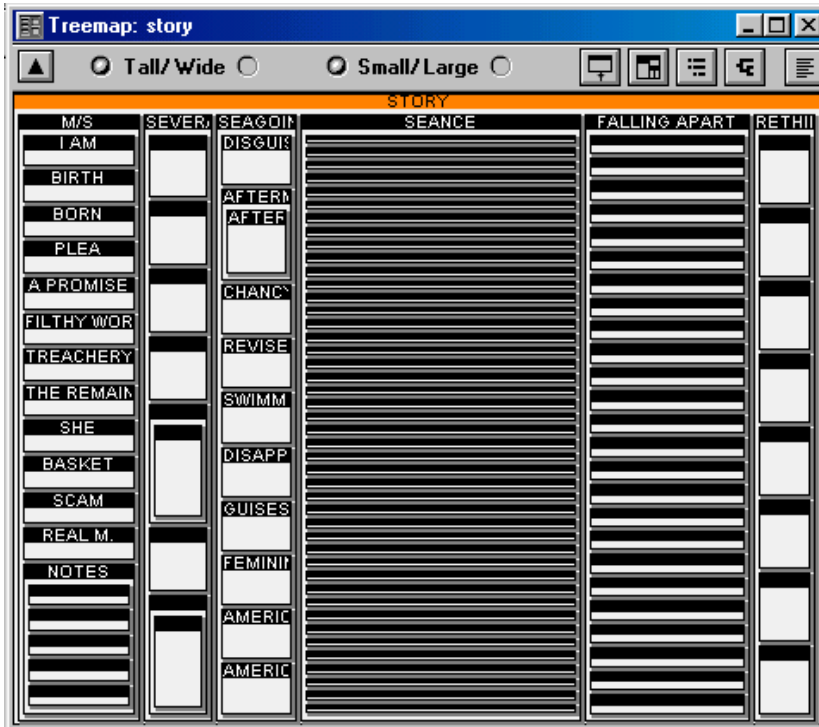 Treemap: story
Tall/Wide Small/Large
STORY
M/S SEVER SEAGOIN SEANCE FALLING APART RETHI
I AM
BIRTH
BORN
PLEA
A PROMISE
FILTHY WOR
TREACHERY
THE REMAIN
SHE
BASKET
SCAM
REAL M.
NOTES
DISGUIS
AFTERM
AFTER
CHANCY
REVISE
SWIMM
DISAPP
GUISES
FEMININ
AMERIC
AMERIC